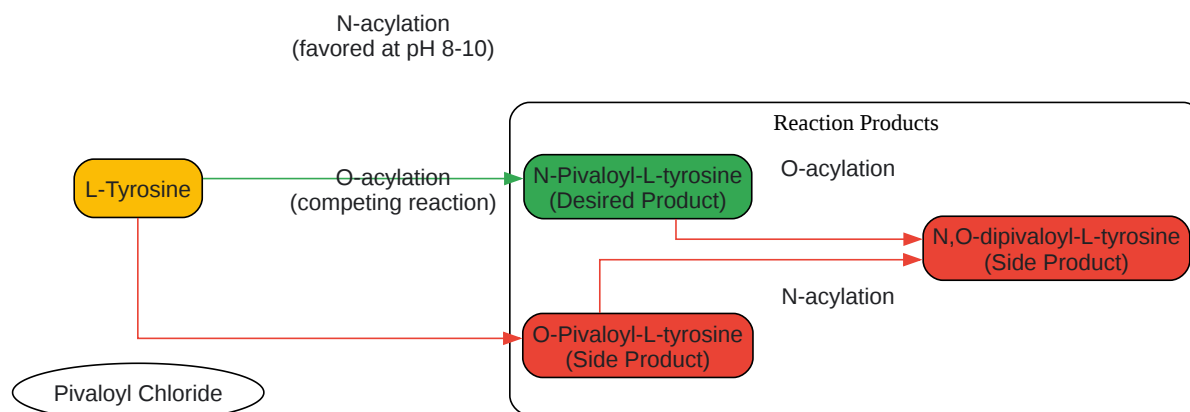 N-acylation
(favored at pH 8-10)
Reaction Products
L-Tyrosine
O-acylation
(competing reaction)
N-Pivaloyl-L-tyrosine
(Desired Product)
O-acylation
N,O-dipivaloyl-L-tyrosine
(Side Product)
N-acylation
O-Pivaloyl-L-tyrosine
(Side Product)
Pivaloyl Chloride